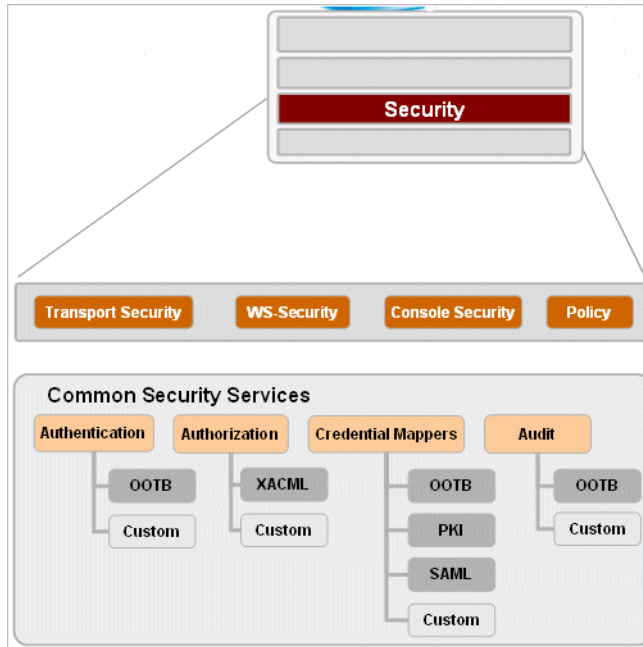 Security
Transport Security WS-Security Console Security Policy
Common Security Services
Authentication Authorization Credential Mappers Audit
OOTB XACML OOTB OOTB
Custom Custom PKI Custom
SAML
Custom